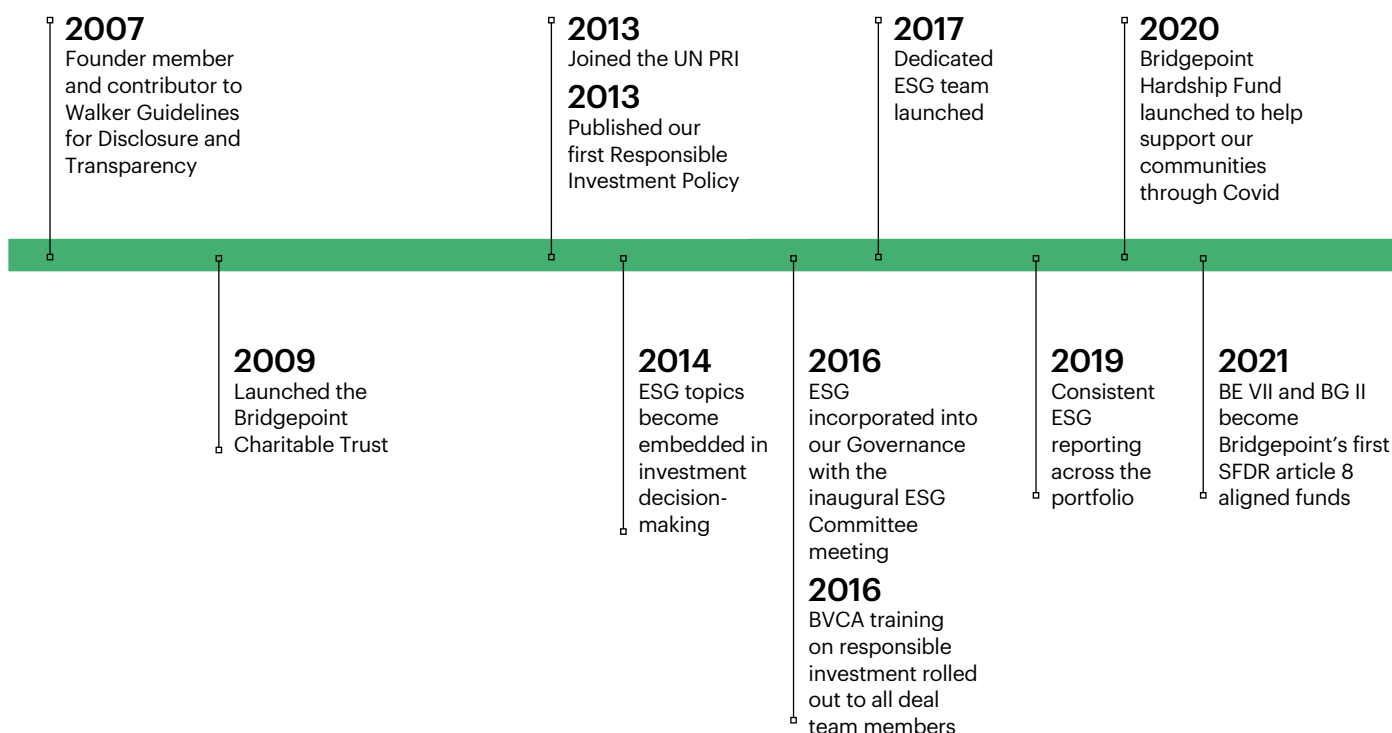 2007
Founder member
and contributor to
Walker Guidelines
for Disclosure and
Transparency
2013
Joined the UN PRI
2013
Published our
first Responsible
Investment Policy
2017
Dedicated
ESG team
launched
2020
Bridgepoint
Hardship Fund
launched to help
support our
communities
through Covid
2009
Launched the
Bridgepoint
Charitable Trust
2014
ESG topics
become
embedded in
investment
decision-
making
2016
ESG
incorporated into
our Governance
with the
inaugural ESG
Committee
meeting
2016
BVCA training
on responsible
investment rolled
out to all deal
team members
2019
Consistent
ESG
reporting
across the
portfolio
2021
BE VII and BG II
become
Bridgepoint’s first
SFDR article 8
aligned funds